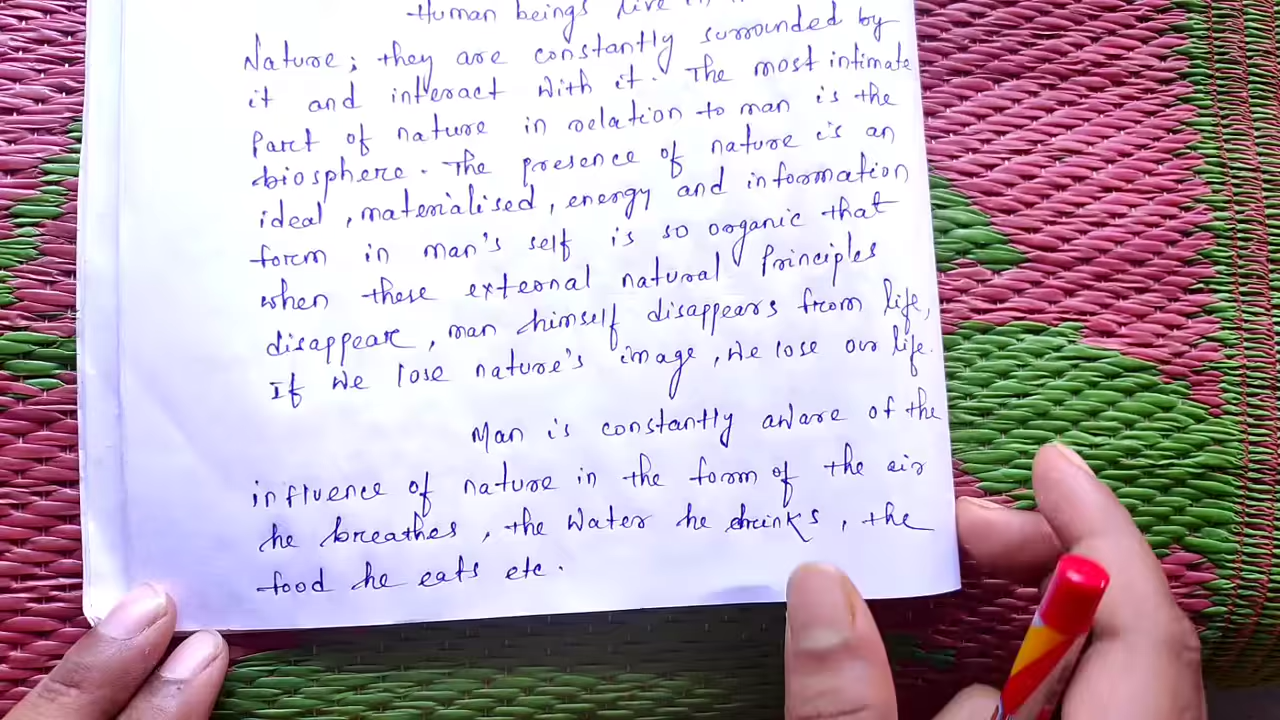 Human beings live in
Nature; they are constantly surrounded by
it and interact with it. The most intimate
part of nature in relation to man is the
biosphere. The presence of nature is an
ideal, materialised, energy and information
form in man's self is so organic that
when these external natural principles
disappear, man himself disappears from life,
If we lose nature's image, we lose our life.
Man is constantly aware of the
influence of nature in the form of the air
he breathes, the water he drinks, the
food he eats etc.